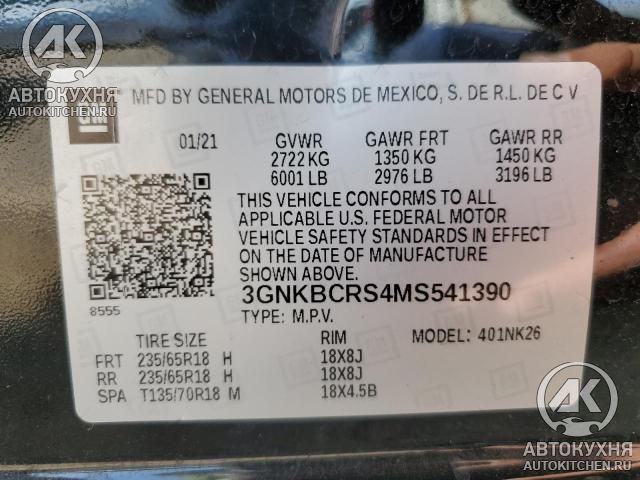 АВТОКУХНЯ
AUTOKITCHEN.RU
GM
MFD BY GENERAL MOTORS DE MEXICO, S. DE R.L. DE C V
01/21 GVWR GAWR FRT GAWR RR
2722 KG 1350 KG 1450 KG
6001 LB 2976 LB 3196 LB
THIS VEHICLE CONFORMS TO ALL
APPLICABLE U.S. FEDERAL MOTOR
VEHICLE SAFETY STANDARDS IN EFFECT
ON THE DATE OF MANUFACTURE
SHOWN ABOVE.
8555
3GNKBCRS4MS541390
TYPE: M.P.V.
TIRE SIZE RIM MODEL: 401NK26
FRT 235/65R18 H 18X8J
RR 235/65R18 H 18X8J
SPA T135/70R18 M 18X4.5B
АК
АВТОКУХНЯ
AUTOKITCHEN.RU